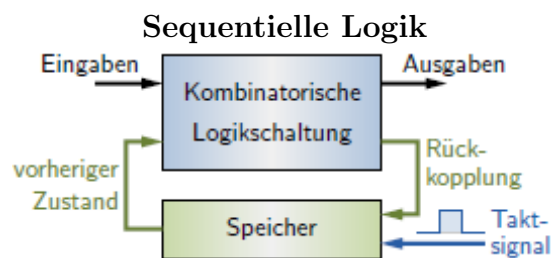 Sequentielle Logik
Eingaben
Ausgaben
Kombinatorische
Logikschaltung
vorheriger
Zustand
Rück-
kopplung
Speicher
Takt-
signal